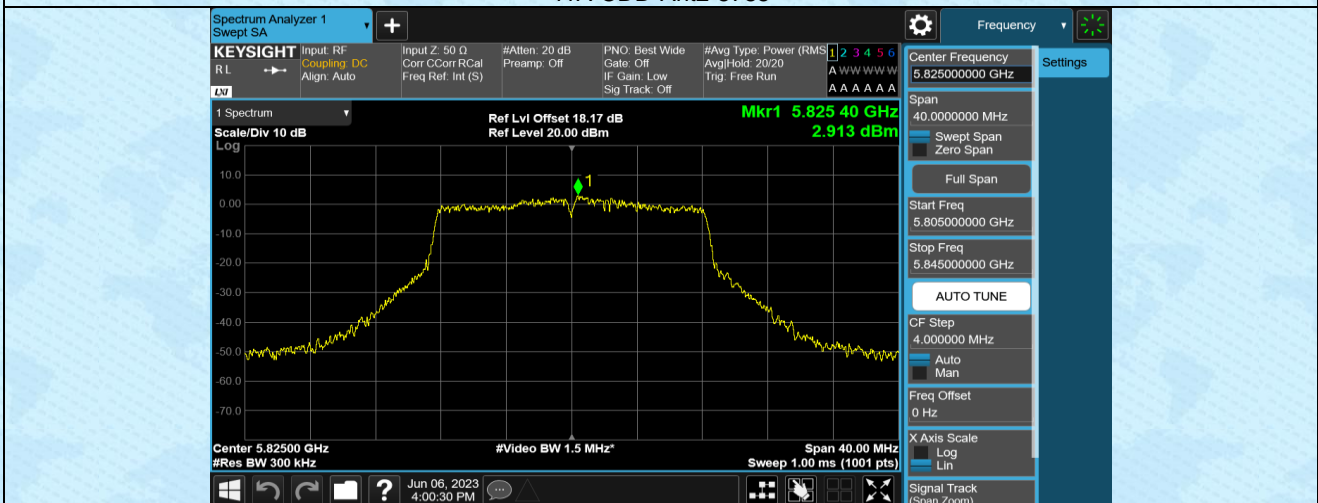 Spectrum Analyzer 1
Swept SA
Frequency
KEYSIGHT
R L
LXI
Input: RF
Coupling: DC
Align: Auto
Input Z: 50 Ω
Corr CCorr RCal
Freq Ref: Int (S)
#Atten: 20 dB
Preamp: Off
PNO: Best Wide
Gate: Off
IF Gain: Low
Sig Track: Off
#Avg Type: Power (RMS
Avg|Hold: 20/20
Trig: Free Run
1 2 3 4 5 6
A W W W W W
A A A A A A
1 Spectrum
Scale/Div 10 dB
Log
Ref Lvl Offset 18.17 dB
Ref Level 20.00 dBm
Mkr1 5.825 40 GHz
2.913 dBm
1
10.0
0.00
-10.0
-20.0
-30.0
-40.0
-50.0
-60.0
-70.0
Center 5.82500 GHz
#Res BW 300 kHz
#Video BW 1.5 MHz*
Span 40.00 MHz
Sweep 1.00 ms (1001 pts)
?
Jun 06, 2023
4:00:30 PM
Center Frequency
5.825000000 GHz
Settings
Span
40.0000000 MHz
Swept Span
Zero Span
Full Span
Start Freq
5.805000000 GHz
Stop Freq
5.845000000 GHz
AUTO TUNE
CF Step
4.000000 MHz
Auto
Man
Freq Offset
0 Hz
X Axis Scale
Log
Lin
Signal Track
(Span Zoom)